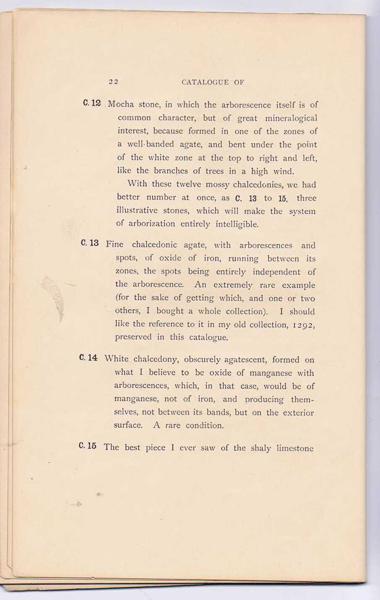 22 CATALOGUE OF
C. 12 Mocha stone, in which the arborescence itself is of
common character, but of great mineralogical
interest, because formed in one of the zones of
a well-banded agate, and bent under the point
of the white zone at the top to right and left,
like the branches of trees in a high wind.
With these twelve mossy chalcedonies, we had
better number at once, as C. 13 to 15, three
illustrative stones, which will make the system
of arborization entirely intelligible.
C. 13 Fine chalcedonic agate, with arborescences and
spots, of oxide of iron, running between its
zones, the spots being entirely independent of
the arborescence. An extremely rare example
(for the sake of getting which, and one or two
others, I bought a whole collection). I should
like the reference to it in my old collection, 1292,
preserved in this catalogue.
C. 14 White chalcedony, obscurely agatescent, formed on
what I believe to be oxide of manganese with
arborescences, which, in that case, would be of
manganese, not of iron, and producing them-
selves, not between its bands, but on the exterior
surface. A rare condition.
C. 15 The best piece I ever saw of the shaly limestone